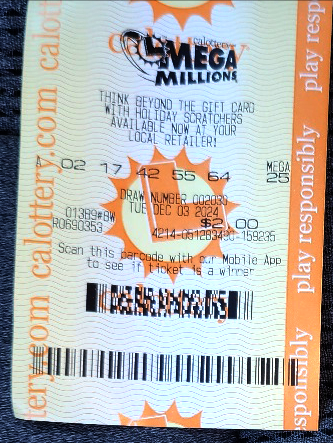 calottery
MEGA
MILLIONS
THINK BEYOND THE GIFT CARD
WITH HOLIDAY SCRATCHERS
AVAILABLE NOW AT YOUR
LOCAL RETAILER!
A 02 17 42 55 64 MEGA 25
DRAW NUMBER
TUE DEC 03 2024
$2.00
RO690353
Scan this barcode with our Mobile App
to see if ticket is a winner
calottery.com calottery.com
play responsibly play responsibly